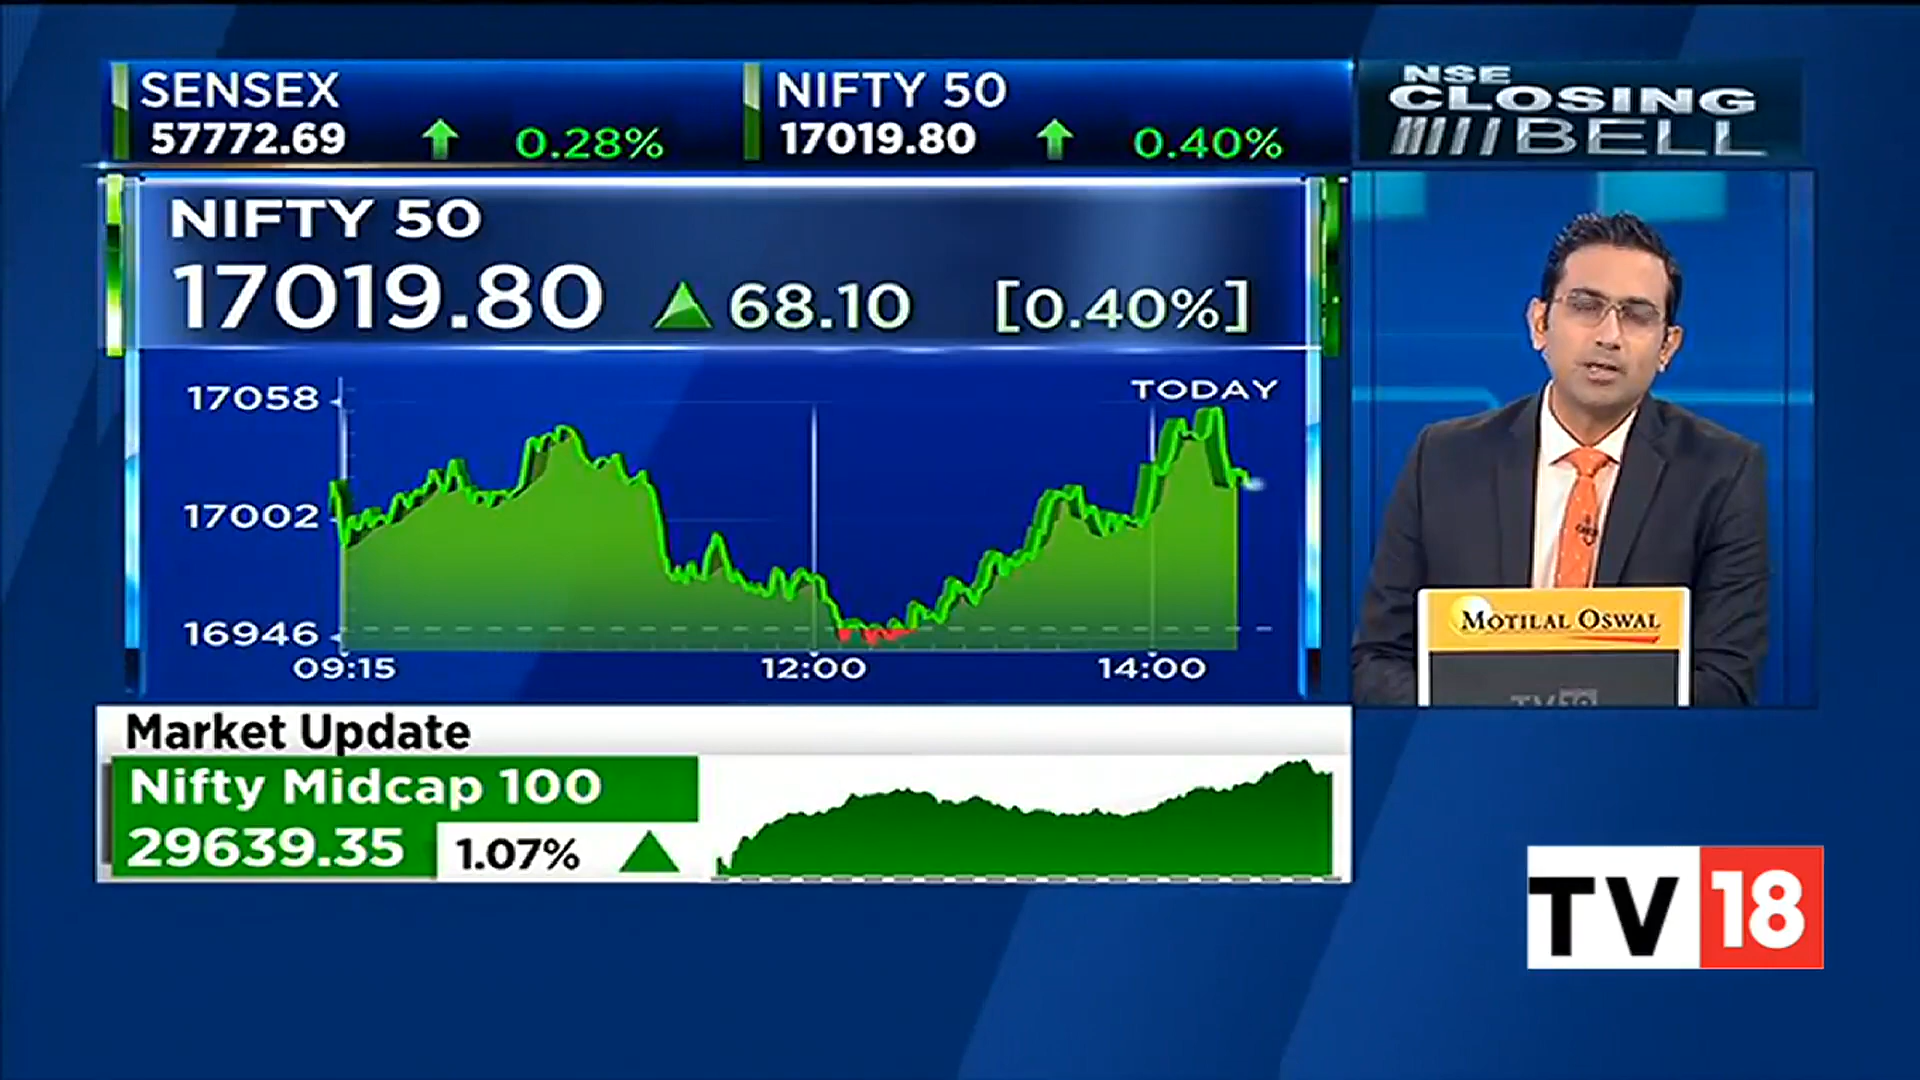 SENSEX
57772.69 0.28%
NIFTY 50
17019.80 0.40%
NSE
CLOSING
BELL
NIFTY 50
17019.80 68.10 [0.40%]
TODAY
17058
17002
16946
09:15 12:00 14:00
MOTILAL OSWAL
TV18
Market Update
Nifty Midcap 100
29639.35 1.07%
TV18